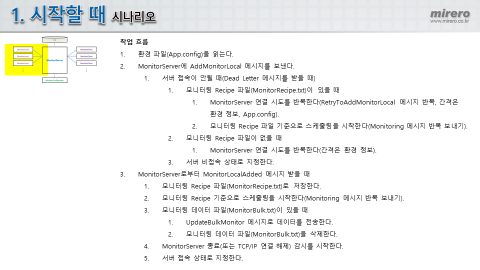 1. 시작할 때 시나리오
mirero
www.mirero.co.kr
MonitorServer
작업 흐름
1. 환경 파일(App.config)을 읽는다.
2. MonitorServer에 AddMonitorLocal 메시지를 보낸다.
1. 서버 접속이 안될 때(Dead Letter 메시지를 받을 때)
1. 모니터링 Recipe 파일(MonitorRecipe.txt)이 있을 때
1. MonitorServer 연결 시도를 반복한다(RetryToAddMonitorLocal 메시지 반복, 간격은
환경 정보, App.config).
2. 모니터링 Recipe 파일 기준으로 스케줄링을 시작한다(Monitoring 메시지 반복 보내기).
2. 모니터링 Recipe 파일이 없을 때
1. MonitorServer 연결 시도를 반복한다(간격은 환경 정보).
3. 서버 비접속 상태로 지정한다.
3. MonitorServer로부터 MonitorLocalAdded 메시지 받을 때
1. 모니터링 Recipe 파일(MonitorRecipe.txt)로 저장한다.
2. 모니터링 Recipe 기준으로 스케줄링을 시작한다(Monitoring 메시지 반복 보내기).
3. 모니터링 데이터 파일(MonitorBulk.txt)이 있을 때
1. UpdateBulkMonitor 메시지로 데이터를 전송한다.
2. 모니터링 데이터 파일(MonitorBulk.txt)을 삭제한다.
4. MonitorServer 종료(또는 TCP/IP 연결 해제) 감시를 시작한다.
5. 서버 접속 상태로 지정한다.